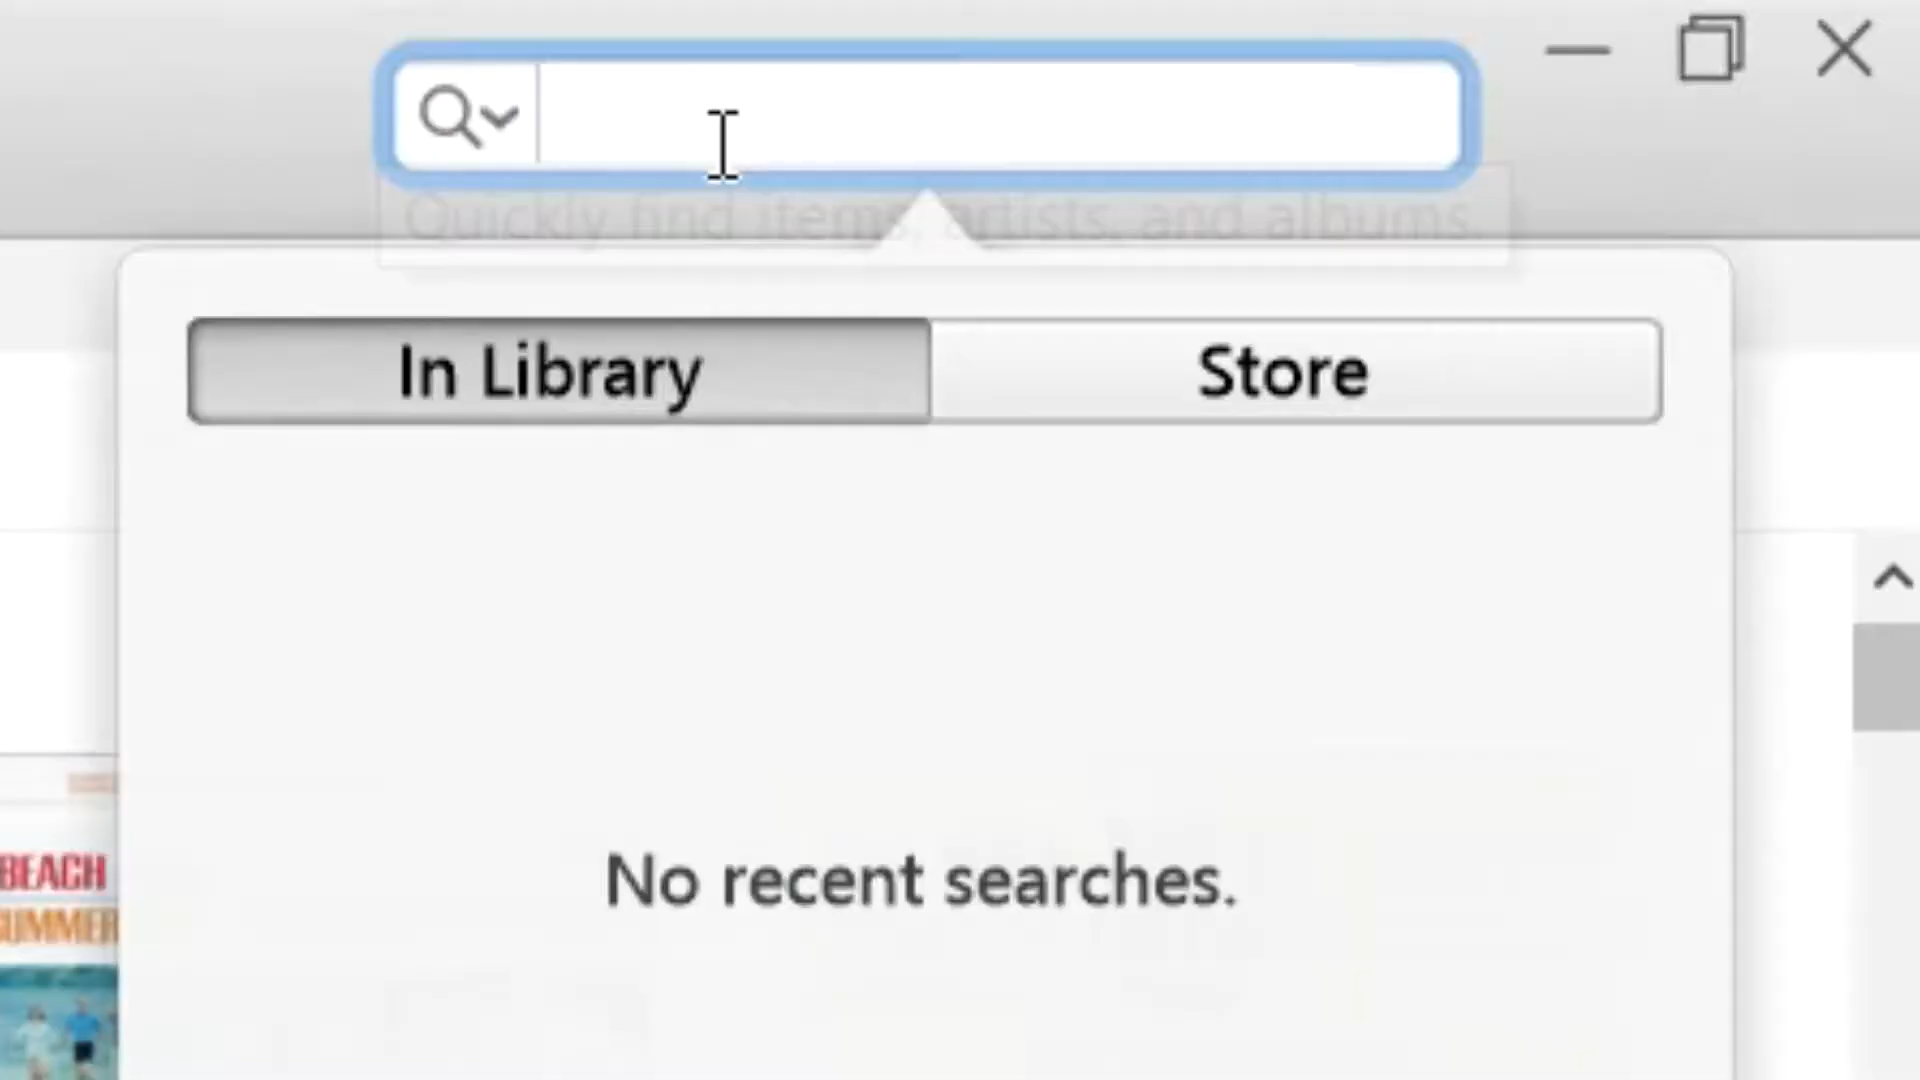 Quickly find items, artists, and albums.
In Library Store
No recent searches.
BEACH
SUMMER